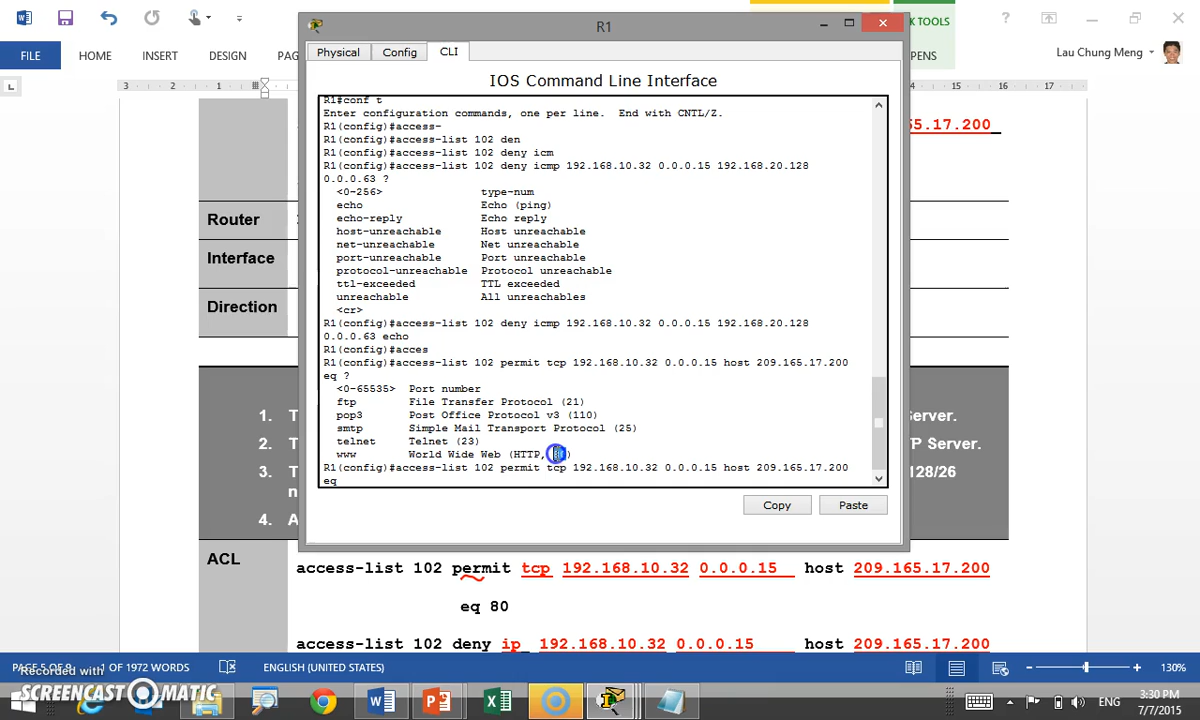 R1
TOOLS
Lau Chung Meng
FILE HOME INSERT DESIGN
PENS
Physical Config CLI
IOS Command Line Interface
3 2 1
14 15 16 17
R1#conf t
Enter configuration commands, one per line. End with CNTL/Z.
R1(config)#access-
R1(config)#access-list 102 den
R1(config)#access-list 102 deny icm
R1(config)#access-list 102 deny icmp 192.168.10.32 0.0.0.15 192.168.20.128
0.0.0.63 ?
<0-256> type-num
echo Echo (ping)
echo-reply Echo reply
host-unreachable Host unreachable
net-unreachable Net unreachable
port-unreachable Port unreachable
protocol-unreachable Protocol unreachable
ttl-exceeded TTL exceeded
unreachable All unreachables
<cr>
R1(config)#access-list 102 deny icmp 192.168.10.32 0.0.0.15 192.168.20.128
0.0.0.63 echo
R1(config)#acces
R1(config)#access-list 102 permit tcp 192.168.10.32 0.0.0.15 host 209.165.17.200
eq ?
<0-65535> Port number
ftp File Transfer Protocol (21)
pop3 Post Office Protocol v3 (110)
smtp Simple Mail Transport Protocol (25)
telnet Telnet (23)
www World Wide Web (HTTP, )
R1(config)#access-list 102 permit tcp 192.168.10.32 0.0.0.15 host 209.165.17.200
eq
Copy Paste
55.17.200
Router
Interface
Direction
1. T
erver.
2. T
P Server.
3. T
128/26
n
4. A
ACL
access-list 102 permit tcp 192.168.10.32 0.0.0.15 host 209.165.17.200
eq 80
access-list 102 deny ip 192.168.10.32 0.0.0.15 host 209.165.17.200
1 OF 1972 WORDS ENGLISH (UNITED STATES) 130%
Recorded with
SCREENCAST-O-MATIC
ENG
3:30 PM
7/7/2015